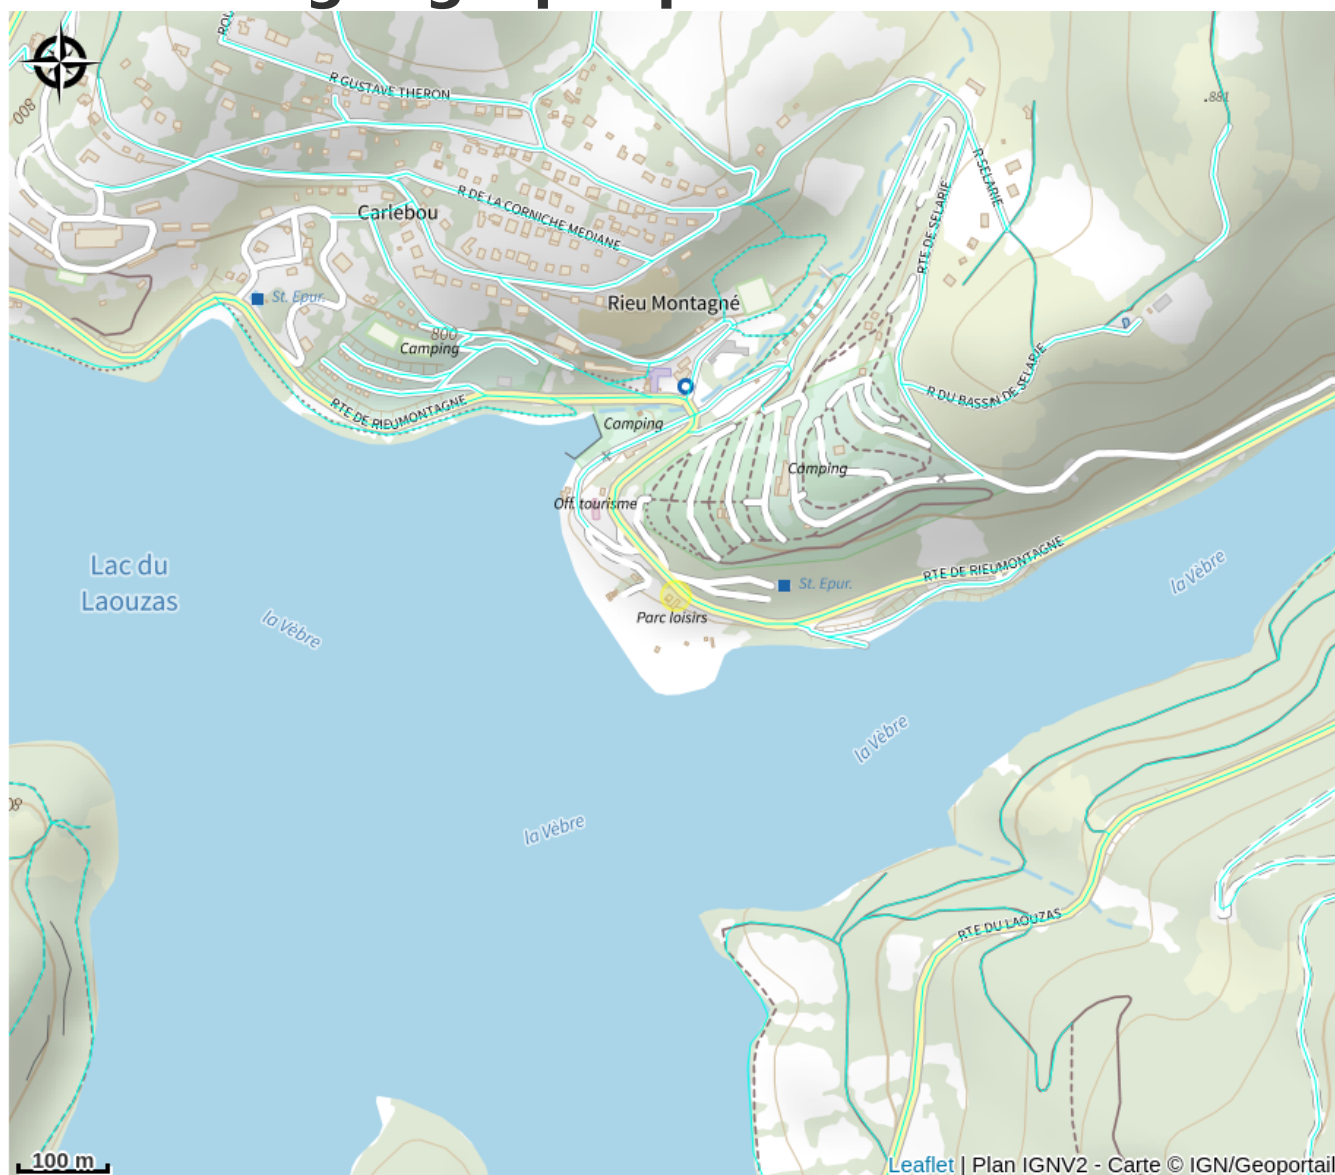 R GUSTAVE THERON
800
.881
R SELARIE
RTE DE SELARIE
Carlebou
R DE LA CORNICHE MEDIANE
St. Epur.
Rieu Montagné
800
Camping
R DU BASSIN DE SELARIE
RTE DE RIEUMONTAGNE
Camping
Camping
Off. tourisme
RTE DE RIEUMONTAGNE
Lac du
Laouzas
la Vèbre
St. Epur.
la Vèbre
Parc loisirs
la Vèbre
la Vèbre
RTE DU LAOUZAS
100 m
Leaflet | Plan IGNV2 - Carte © IGN/Geoportail